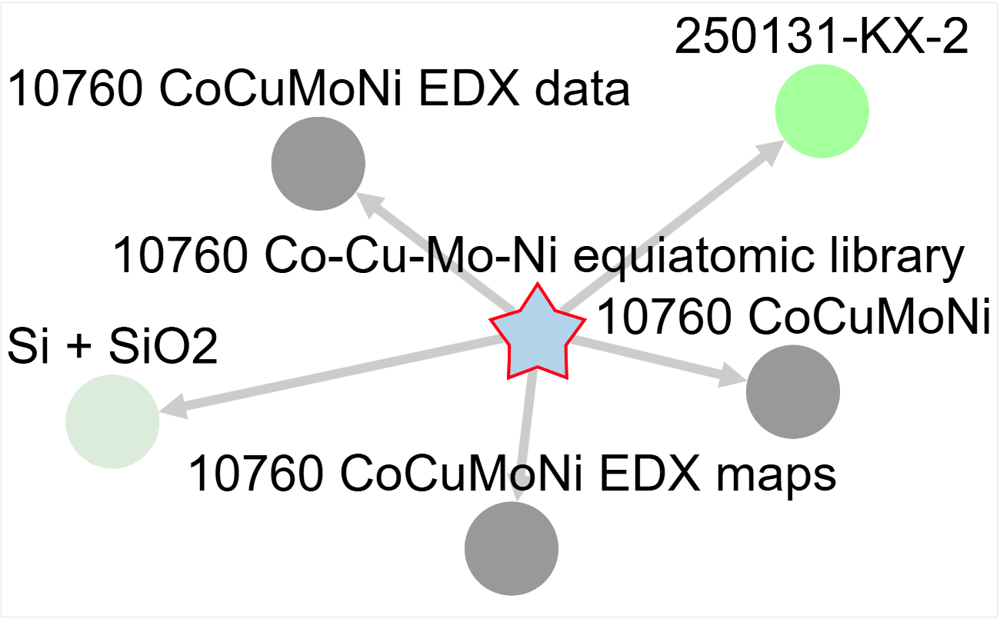 250131-KX-2
10760 CoCuMoNi EDX data
10760 Co-Cu-Mo-Ni equiatomic library
10760 CoCuMoNi
Si + SiO2
10760 CoCuMoNi EDX maps